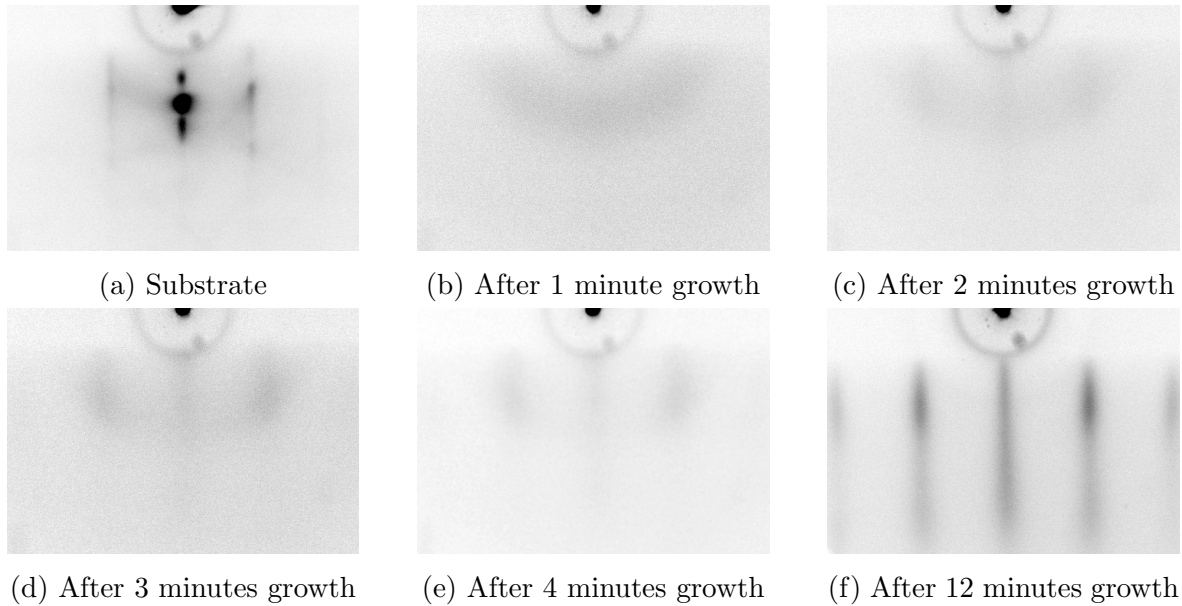 (a) Substrate
(b) After 1 minute growth
(c) After 2 minutes growth
(d) After 3 minutes growth
(e) After 4 minutes growth
(f) After 12 minutes growth